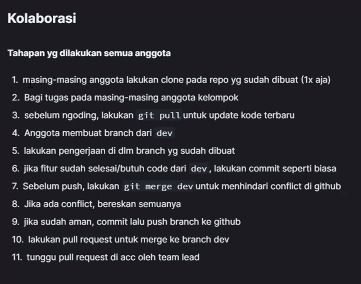 Kolaborasi
Tahapan yg dilakukan semua anggota
1. masing-masing anggota lakukan clone pada repo yg sudah dibuat (1x aja)
2. Bagi tugas pada masing-masing anggota kelompok
3. sebelum ngoding, lakukan git pull untuk update kode terbaru
4. Anggota membuat branch dari dev
5. lakukan pengerjaan di dlm branch yg sudah dibuat
6. jika fitur sudah selesai/butuh code dari dev, lakukan commit seperti biasa
7. Sebelum push, lakukan git merge dev untuk menhindari conflict di github
8. Jika ada conflict, bereskan semuanya
9. jika sudah aman, commit lalu push branch ke github
10. lakukan pull request untuk merge ke branch dev
11. tunggu pull request di acc oleh team lead